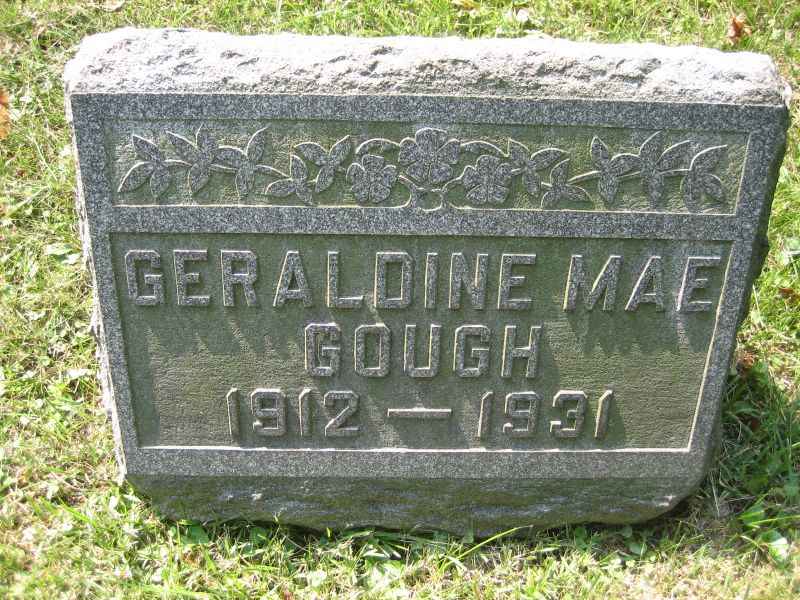 GERALDINE MAE
GOUGH
1912 — 1931